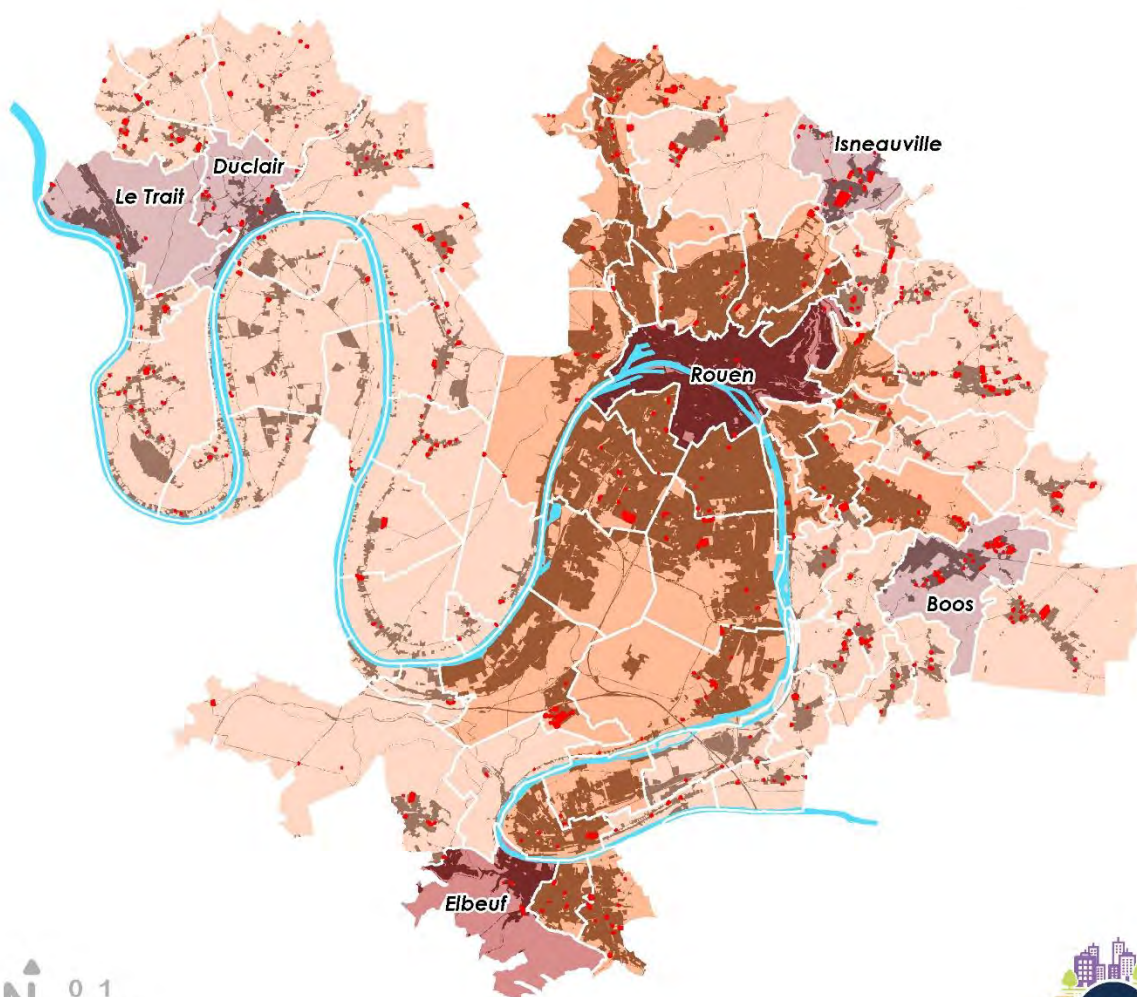 Isneauville
Duclair
Le Trait
Rouen
Boos
Elbeuf
N 0 1